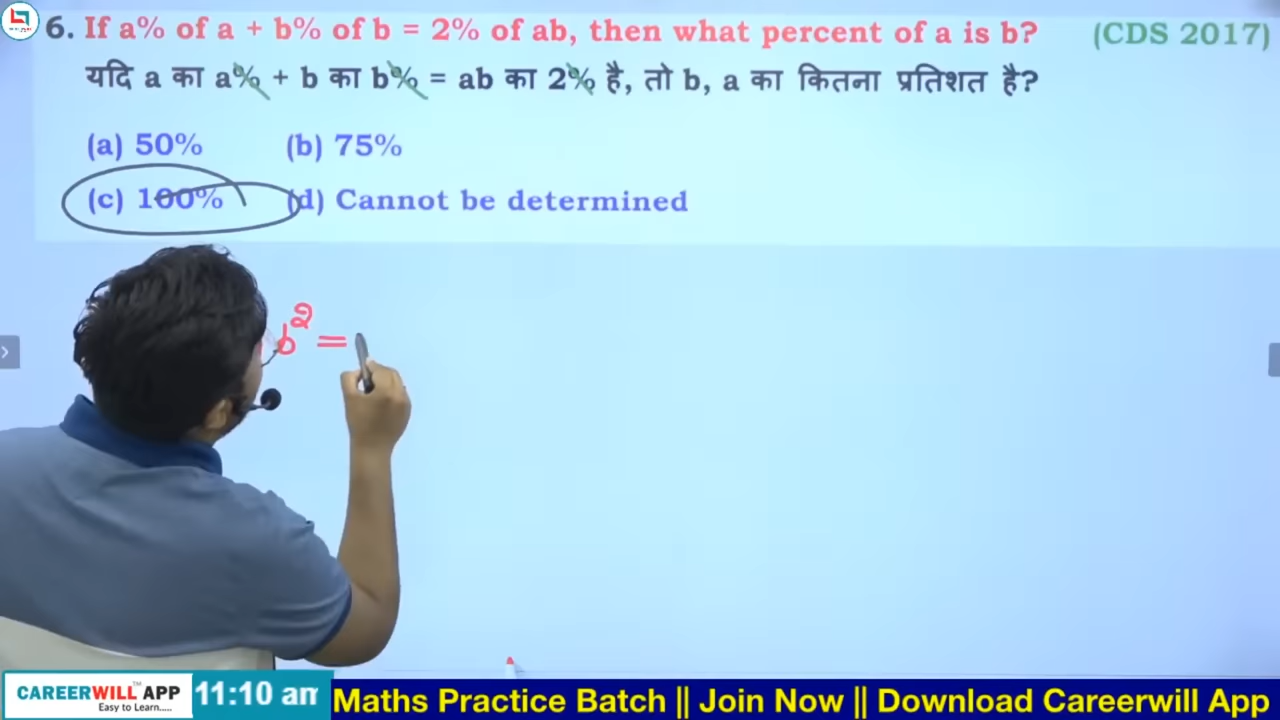 6. If a% of a + b% of b = 2% of ab, then what percent of a is b? (CDS 2017)
यदि a का a% + b का b% = ab का 2% है, तो b, a का कितना प्रतिशत है?
(a) 50% (b) 75%
(c) 100% (d) Cannot be determined
b² =
CAREERWILL™ APP
Easy to Learn.....
11:10 am
Maths Practice Batch || Join Now || Download Careerwill App